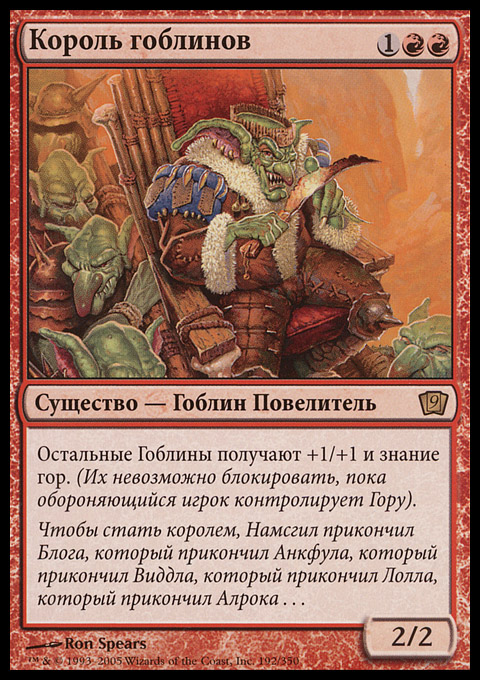 Король гоблинов
1
Существо — Гоблин Повелитель
9
Остальные Гоблины получают +1/+1 и знание
гор. (Их невозможно блокировать, пока
обороняющийся игрок контролирует Гору).
Чтобы стать королем, Намсгил прикончил
Блога, который прикончил Анкфула, который
прикончил Виддла, который прикончил Лолла,
который прикончил Алрока . . .
2/2
Ron Spears
™ & © 1993–2005 Wizards of the Coast, Inc. 192/350